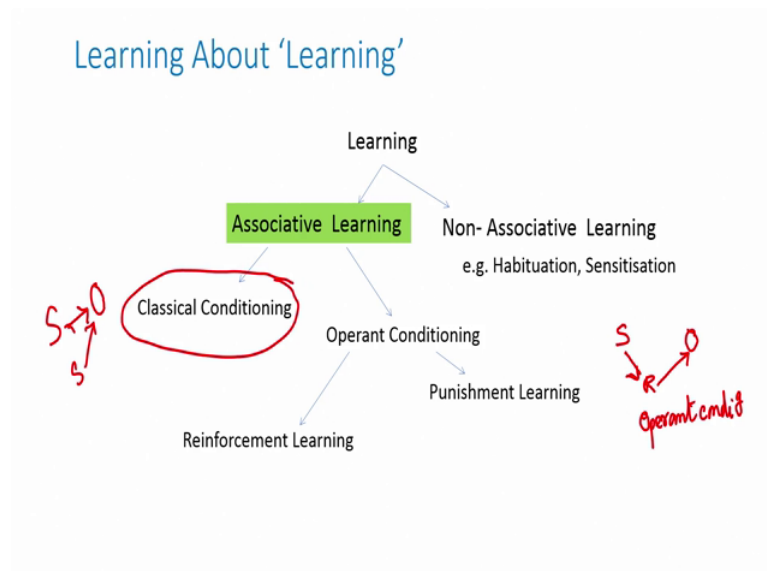 Learning About 'Learning'
Learning
Associative Learning
Non- Associative Learning
e.g. Habituation, Sensitisation
S O
S
Classical Conditioning
Operant Conditioning
S O
R
Punishment Learning
Operant
Reinforcement Learning